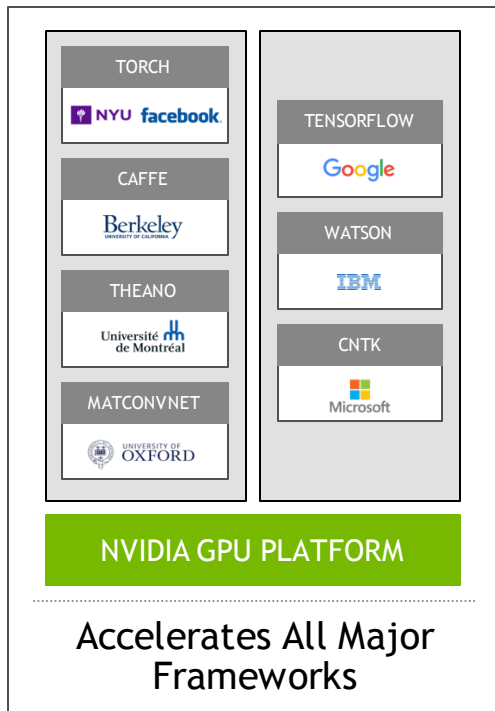 TORCH
NYU facebook
CAFFE
Berkeley
UNIVERSITY OF CALIFORNIA
THEANO
Université
de Montréal
MATCONVNET
UNIVERSITY OF
OXFORD
TENSORFLOW
Google
WATSON
IBM
CNTK
Microsoft
NVIDIA GPU PLATFORM
Accelerates All Major
Frameworks